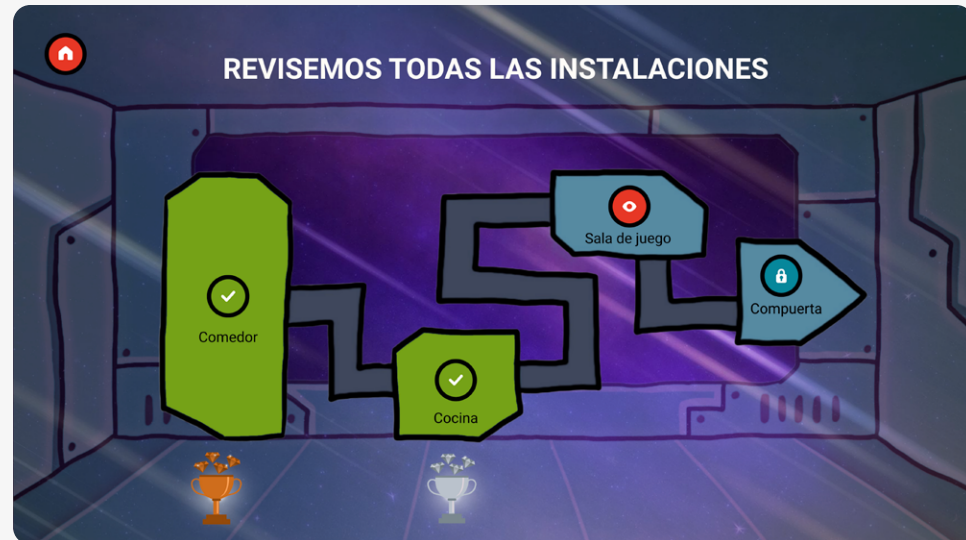 REVISEMOS TODAS LAS INSTALACIONES
Sala de juego
Compuerta
Comedor
Cocina